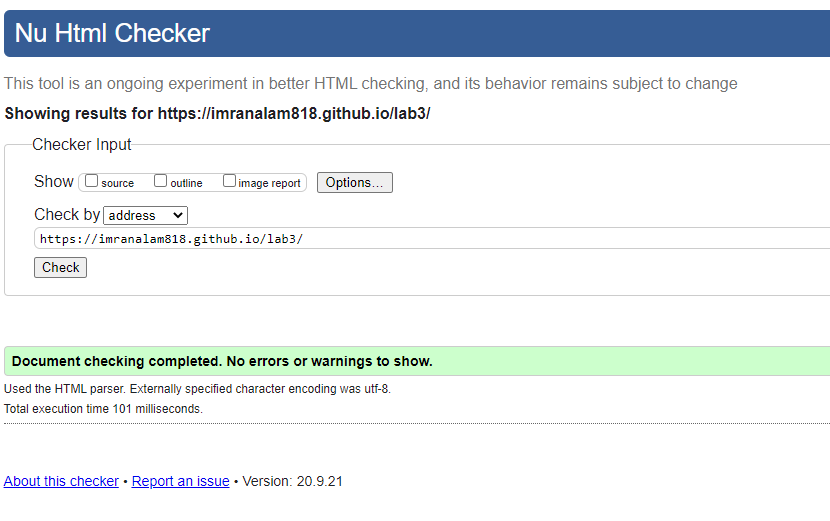 Nu Html Checker
This tool is an ongoing experiment in better HTML checking, and its behavior remains subject to change
Showing results for https://imranalam818.github.io/lab3/
Checker Input
Show source outline image report Options...
Check by address
https://imranalam818.github.io/lab3/
Check
Document checking completed. No errors or warnings to show.
Used the HTML parser. Externally specified character encoding was utf-8.
Total execution time 101 milliseconds.
About this checker • Report an issue • Version: 20.9.21